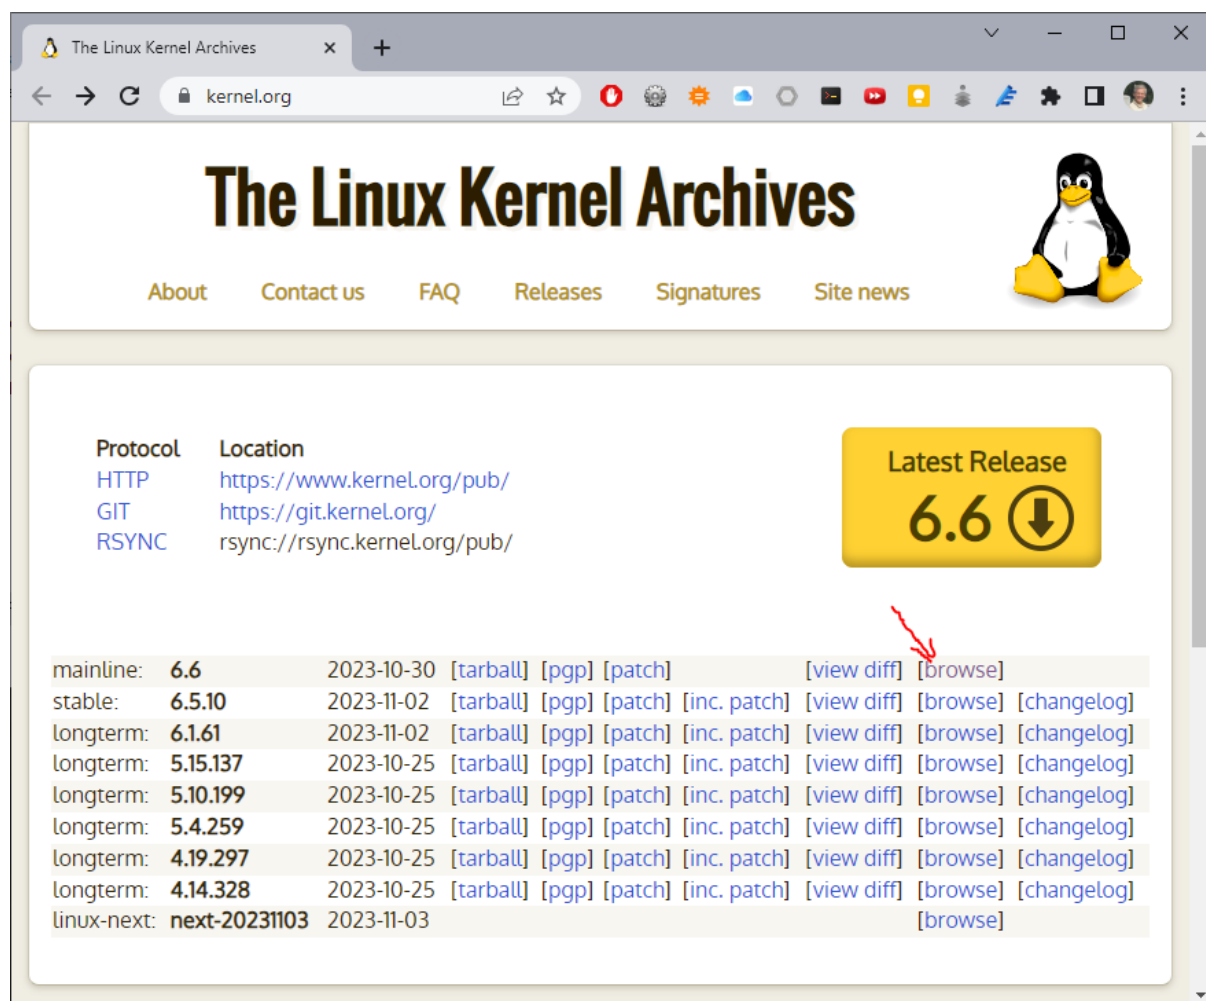 The Linux Kernel Archives
kernel.org
The Linux Kernel Archives
About Contact us FAQ Releases Signatures Site news
Protocol Location
HTTP https://www.kernel.org/pub/
GIT https://git.kernel.org/
RSYNC rsync://rsync.kernel.org/pub/
Latest Release
6.6
mainline: 6.6 2023-10-30 [tarball] [pgp] [patch] [view diff] [browse]
stable: 6.5.10 2023-11-02 [tarball] [pgp] [patch] [inc. patch] [view diff] [browse] [changelog]
longterm: 6.1.61 2023-11-02 [tarball] [pgp] [patch] [inc. patch] [view diff] [browse] [changelog]
longterm: 5.15.137 2023-10-25 [tarball] [pgp] [patch] [inc. patch] [view diff] [browse] [changelog]
longterm: 5.10.199 2023-10-25 [tarball] [pgp] [patch] [inc. patch] [view diff] [browse] [changelog]
longterm: 5.4.259 2023-10-25 [tarball] [pgp] [patch] [inc. patch] [view diff] [browse] [changelog]
longterm: 4.19.297 2023-10-25 [tarball] [pgp] [patch] [inc. patch] [view diff] [browse] [changelog]
longterm: 4.14.328 2023-10-25 [tarball] [pgp] [patch] [inc. patch] [view diff] [browse] [changelog]
linux-next: next-20231103 2023-11-03 [browse]